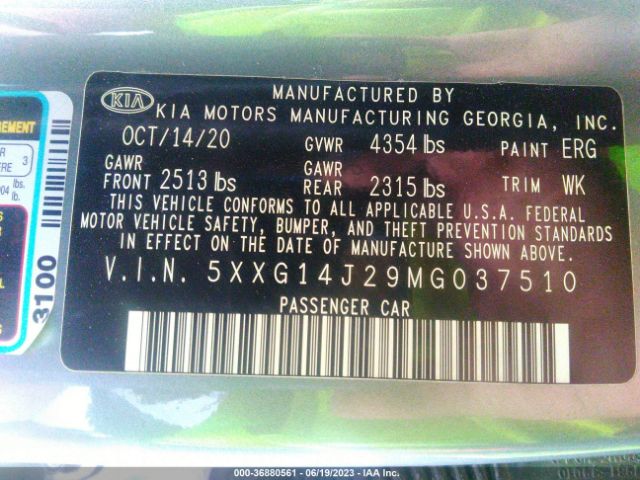 MANUFACTURED BY
KIA
KIA MOTORS MANUFACTURING GEORGIA, INC.
OCT/14/20 GVWR 4354 lbs PAINT ERG
GAWR FRONT 2513 lbs GAWR REAR 2315 lbs TRIM WK
THIS VEHICLE CONFORMS TO ALL APPLICABLE U.S.A. FEDERAL
MOTOR VEHICLE SAFETY, BUMPER, AND THEFT PREVENTION STANDARDS
IN EFFECT ON THE DATE OF MANUFACTURE SHOWN ABOVE.
V.I.N. 5XXG14J29MG037510
PASSENGER CAR
3100
000-36880561 - 06/19/2023 - IAA Inc.